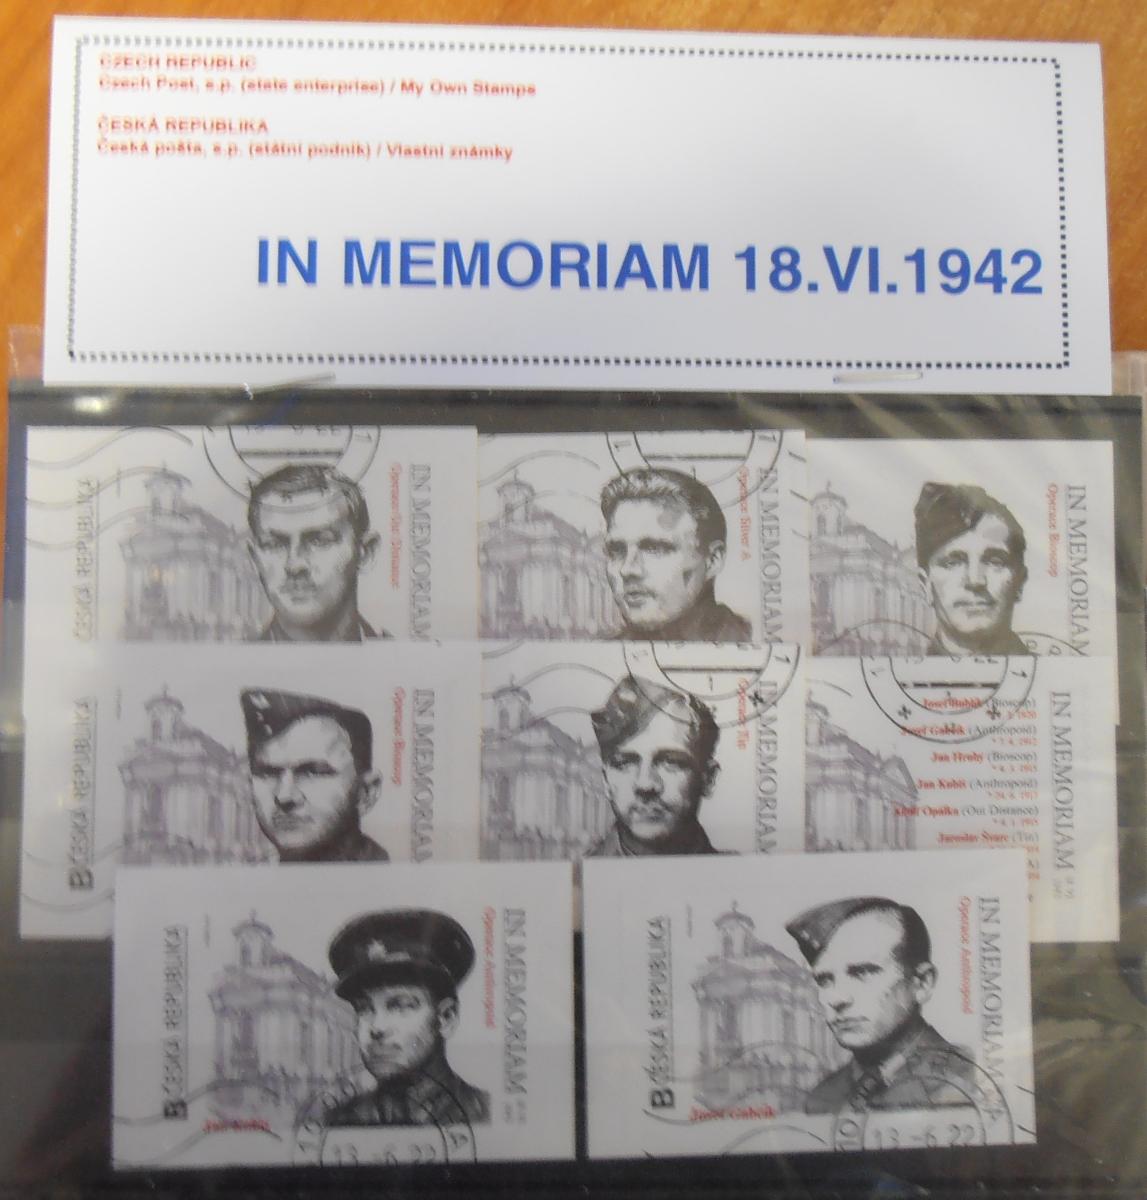 CZECH REPUBLIC
Czech Post, s.p. (state enterprise) / My Own Stamps
ČESKÁ REPUBLIKA
Česká pošta, s.p. (státní podnik) / Vlastní známky
IN MEMORIAM 18.VI.1942
ČESKÁ REPUBLIKA
Operace Out Distance
IN MEMORIAM
Operace Silver A
IN MEMORIAM
Operace Bioscop
IN MEMORIAM
B ČESKÁ REPUBLIKA
Operace Bioscop
IN MEMORIAM
Operace Tin
IN MEMORIAM
Josef Bublík (Bioscop)
Josef Gabčík (Anthropoid)
Jan Hrubý (Bioscop)
Jan Kubiš (Anthropoid)
Adolf Opálka (Out Distance)
Jaroslav Švarc (Tin)
IN MEMORIAM
B ČESKÁ REPUBLIKA
Jan Kubiš
Operace Anthropoid
IN MEMORIAM
13 -6 22
B ČESKÁ REPUBLIKA
Josef Gabčík
Operace Anthropoid
IN MEMORIAM
13 -6 22